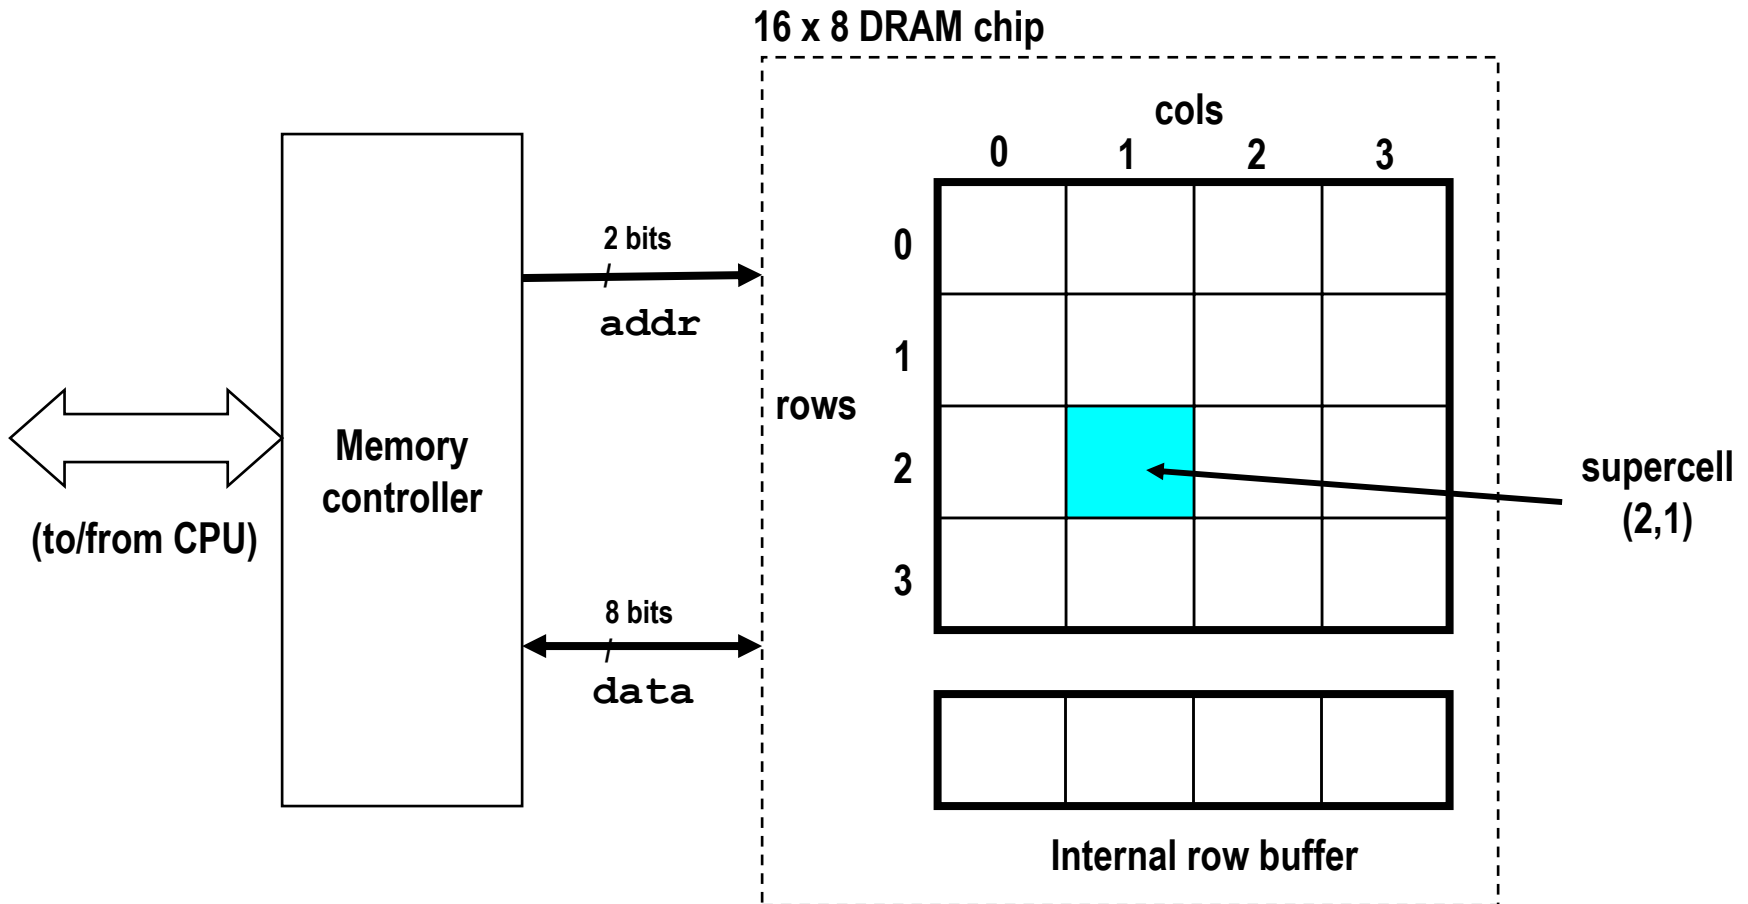 16 x 8 DRAM chip
cols
0 1 2 3
2 bits
addr
0
1
rows
2
3
Memory
controller
(to/from CPU)
supercell
(2,1)
8 bits
data
Internal row buffer